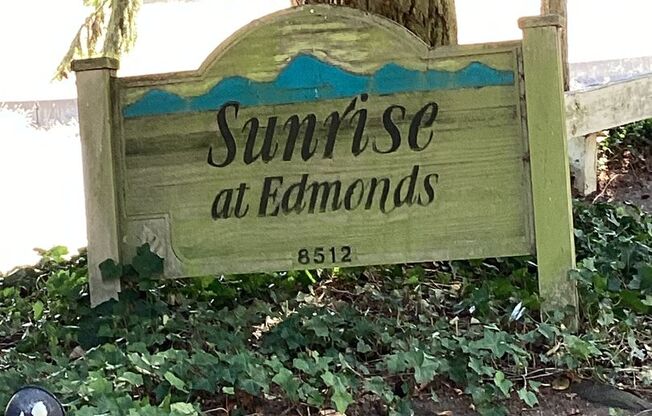 Sunrise
at Edmonds
8512